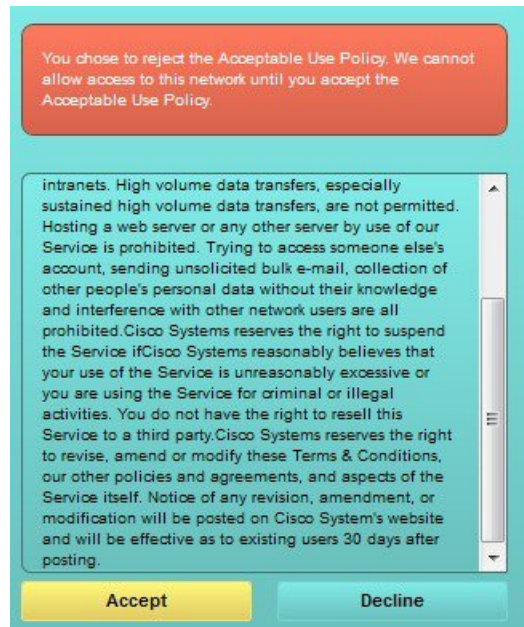 You chose to reject the Acceptable Use Policy. We cannot
allow access to this network until you accept the
Acceptable Use Policy.
intranets. High volume data transfers, especially
sustained high volume data transfers, are not permitted.
Hosting a web server or any other server by use of our
Service is prohibited. Trying to access someone else's
account, sending unsolicited bulk e-mail, collection of
other people's personal data without their knowledge
and interference with other network users are all
prohibited.Cisco Systems reserves the right to suspend
the Service ifCisco Systems reasonably believes that
your use of the Service is unreasonably excessive or
you are using the Service for criminal or illegal
activities. You do not have the right to resell this
Service to a third party.Cisco Systems reserves the right
to revise, amend or modify these Terms & Conditions,
our other policies and agreements, and aspects of the
Service itself. Notice of any revision, amendment, or
modification will be posted on Cisco System's website
and will be effective as to existing users 30 days after
posting.
Accept
Decline